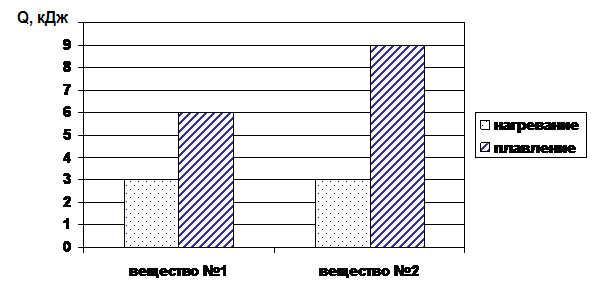 Q, кДж
9
8
7
6
5
4
3
2
1
0
вещество №1
вещество №2
нагревание
плавление